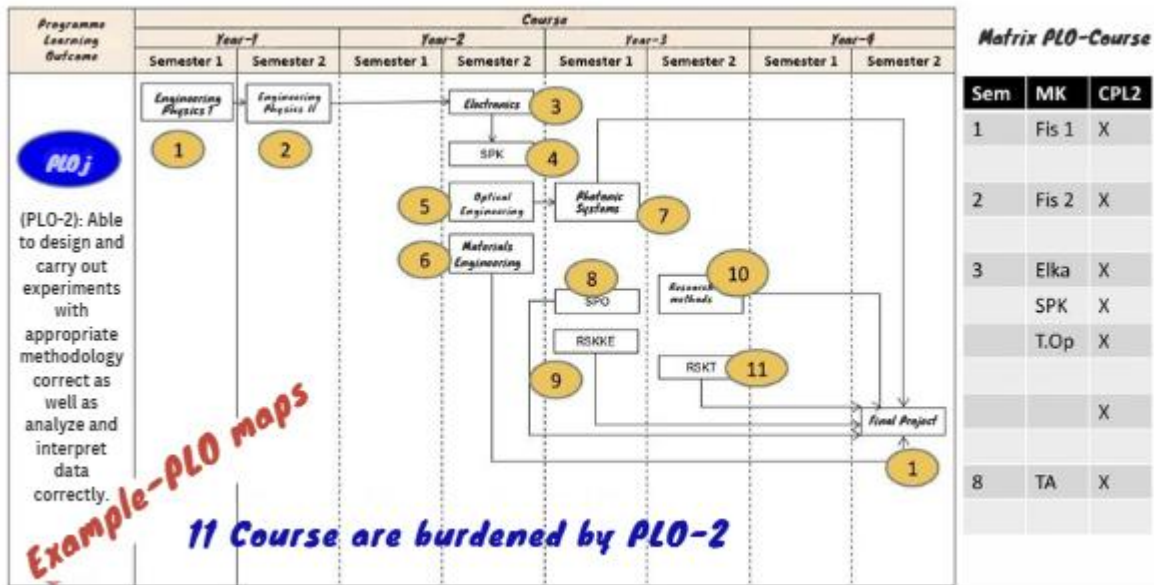 Programme
Learning
Outcome
Course
Year-1
Year-2
Year-3
Year-4
Semester 1
Semester 2
Semester 1
Semester 2
Semester 1
Semester 2
Semester 1
Semester 2
PLO j
(PLO-2): Able
to design and
carry out
experiments
with
appropriate
methodology
correct as
well as
analyze and
interpret
data
correctly.
Engineering
Physics I
1
Engineering
Physics II
2
Electronics
3
SPK
4
5
Optical
Engineering
Photonic
Systems
7
6
Materials
Engineering
8
SPO
10
Research
methods
RSKKE
9
RSKT
11
Final Project
1
Example-PLO maps
11 Course are burdened by PLO-2
Matrix PLO-Course
Sem MK CPL2
1 Fis 1 X
2 Fis 2 X
3 Elka X
SPK X
T.Op X
X
8 TA X